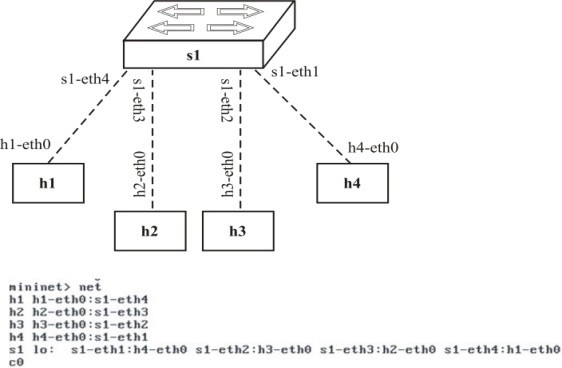 s1
s1-eth4
s1-eth3
s1-eth2
s1-eth1
h1-eth0
h2-eth0
h3-eth0
h4-eth0
h1
h2
h3
h4
mininet> net
h1 h1-eth0:s1-eth4
h2 h2-eth0:s1-eth3
h3 h3-eth0:s1-eth2
h4 h4-eth0:s1-eth1
s1 lo:  s1-eth1:h4-eth0 s1-eth2:h3-eth0 s1-eth3:h2-eth0 s1-eth4:h1-eth0
c0